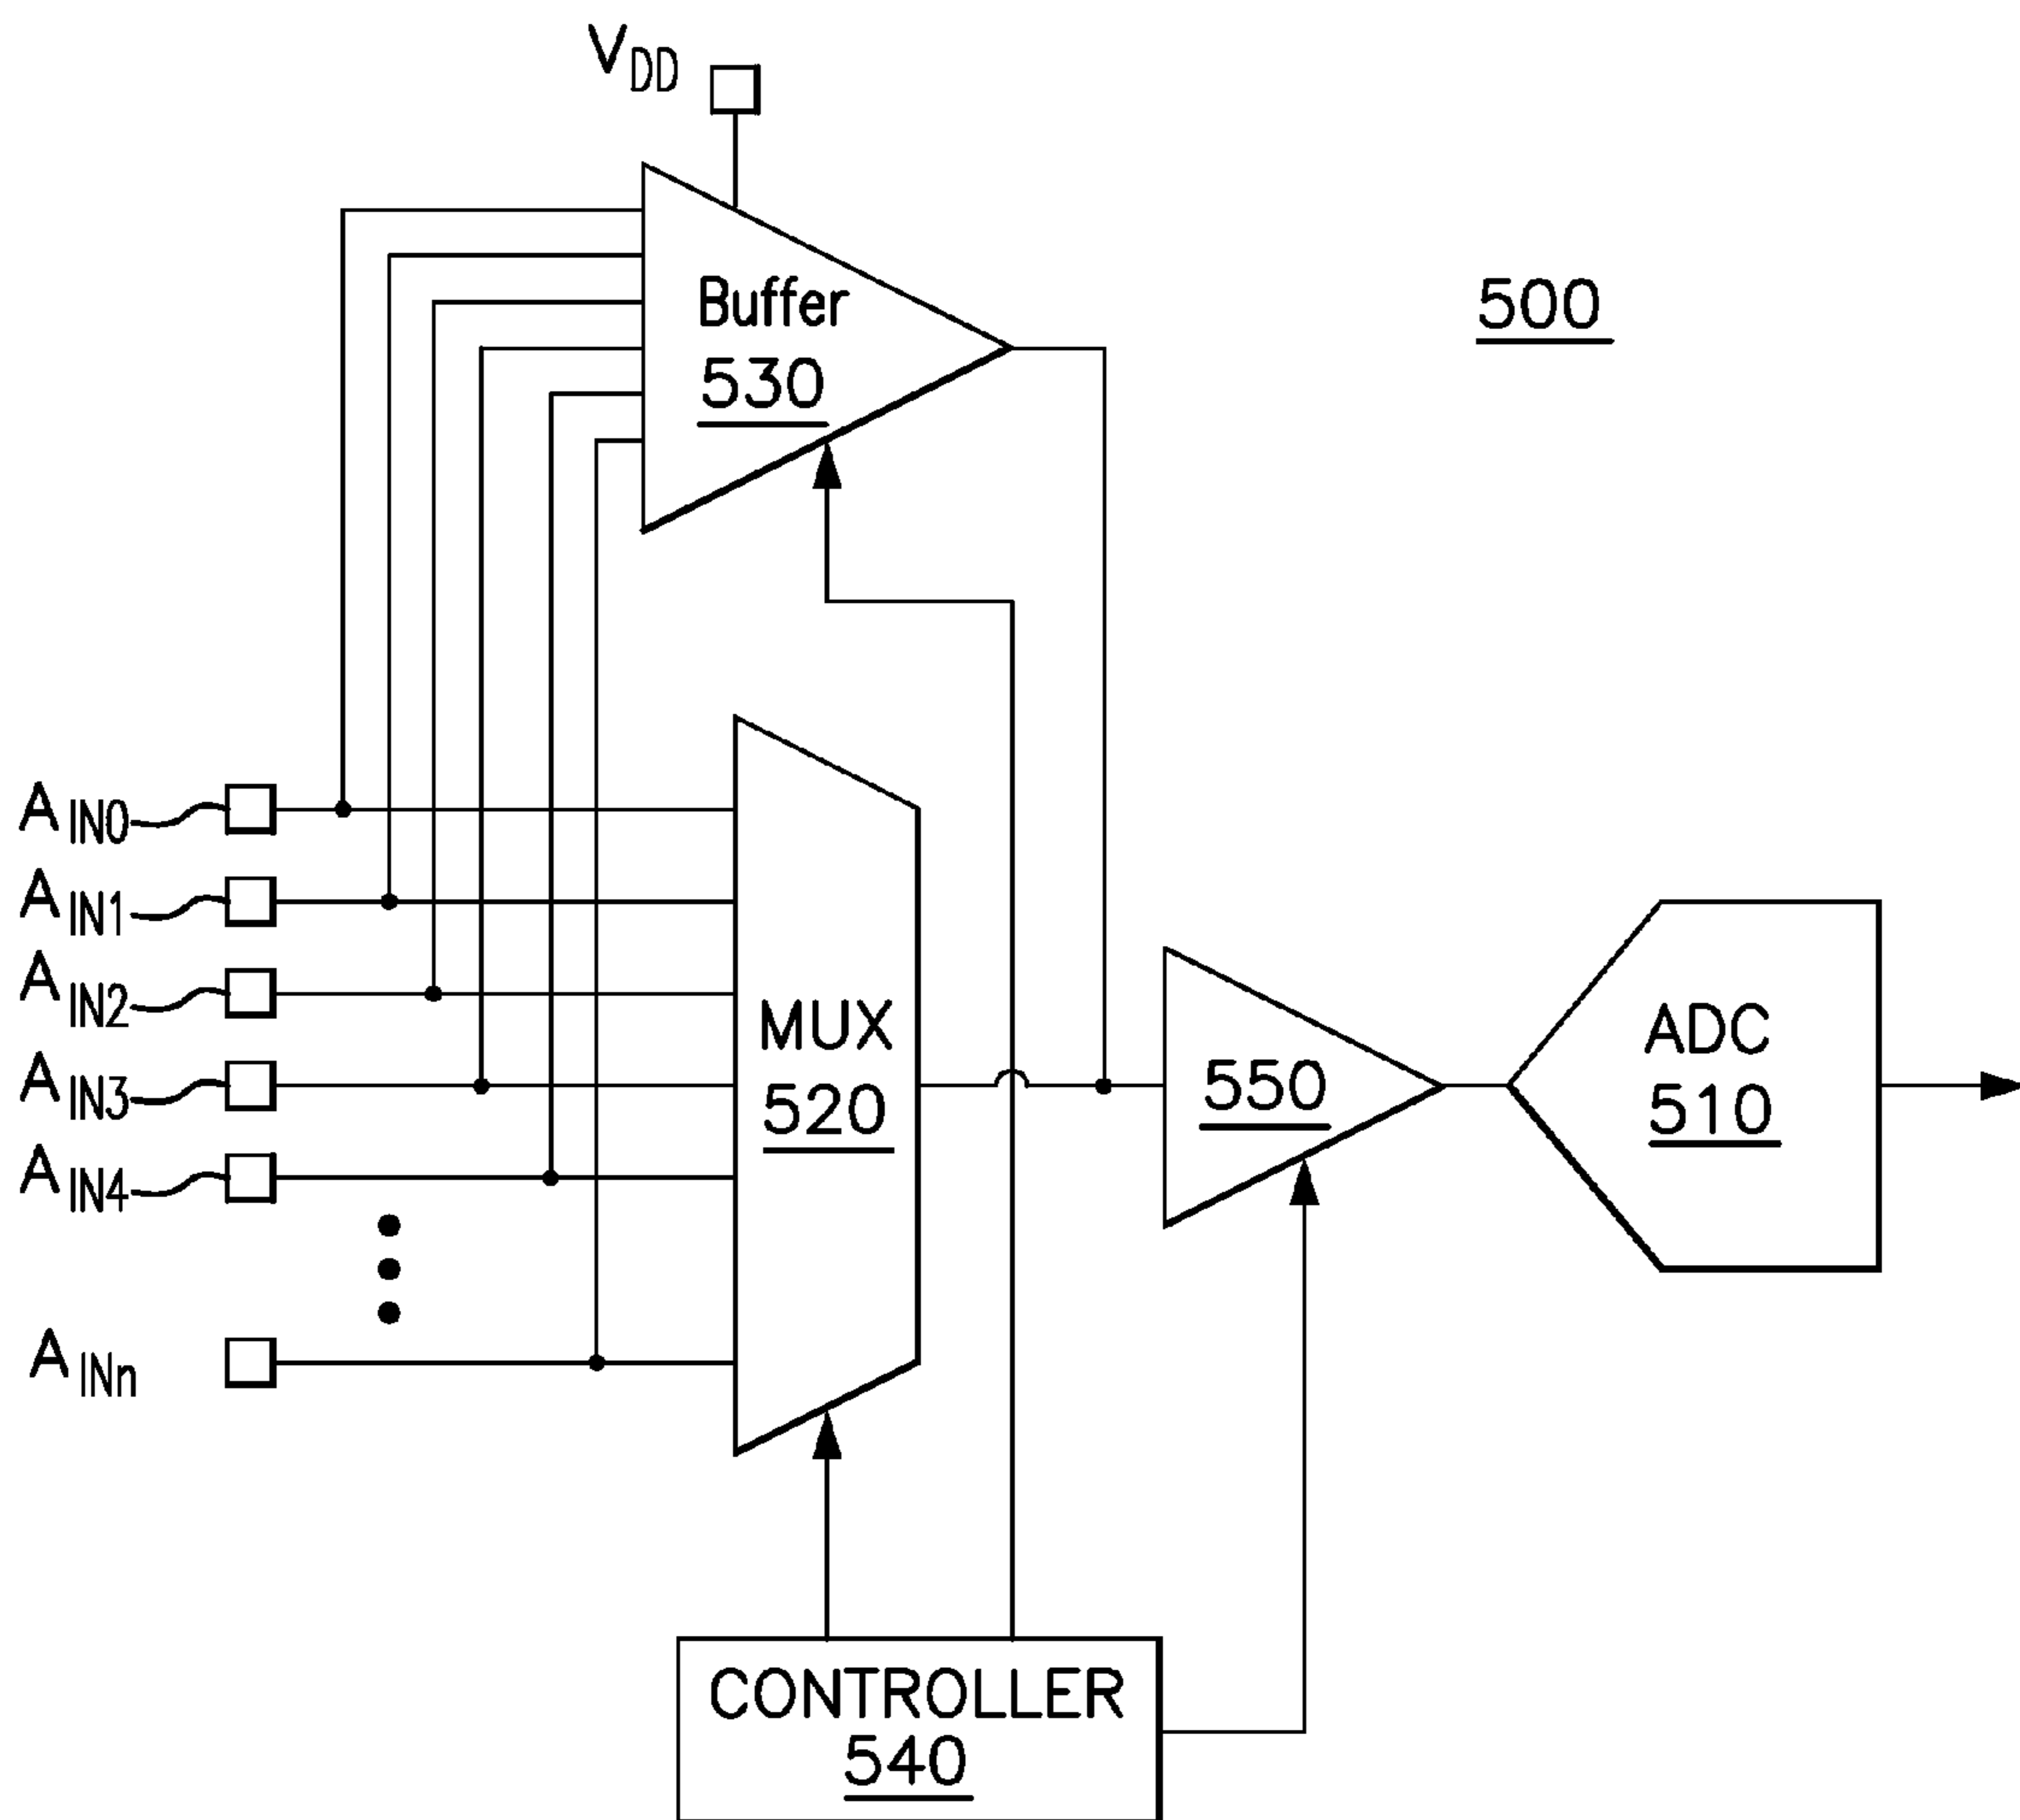 VDD
Buffer
530
500
AIN0
AIN1
AIN2
AIN3
AIN4
AINn
MUX
520
550
ADC
510
CONTROLLER
540